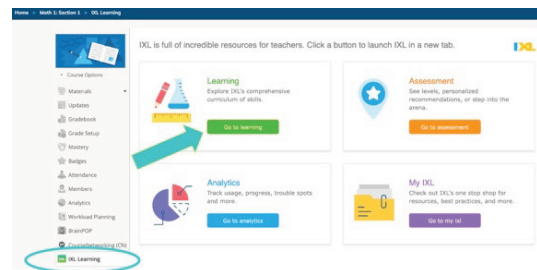 Home > Math 1: Section 1 > IXL Learning
IXL is full of incredible resources for teachers. Click a button to launch IXL in a new tab.
IXL
Course Options
Materials
Updates
Gradebook
Grade Setup
Mastery
Badges
Attendance
Members
Analytics
Workload Planning
BrainPOP
CourseNetworking (CN)
IXL Learning
Learning
Explore IXL's comprehensive
curriculum of skills.
Go to learning
Assessment
See levels, personalized
recommendations, or step into the
arena.
Go to assessment
Analytics
Track usage, progress, trouble spots
and more.
Go to analytics
My IXL
Check out IXL's one stop shop for
resources, best practices, and more.
Go to my ixl